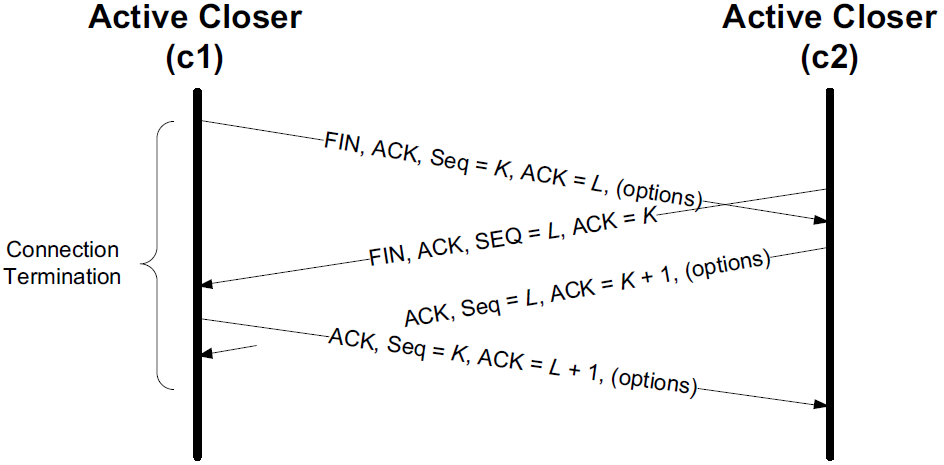 Active Closer
(c1)
Active Closer
(c2)
FIN, ACK, Seq = K, ACK = L, (options)
FIN, ACK, SEQ = L, ACK = K
Connection
Termination
ACK, Seq = L, ACK = K + 1, (options)
ACK, Seq = K, ACK = L + 1, (options)